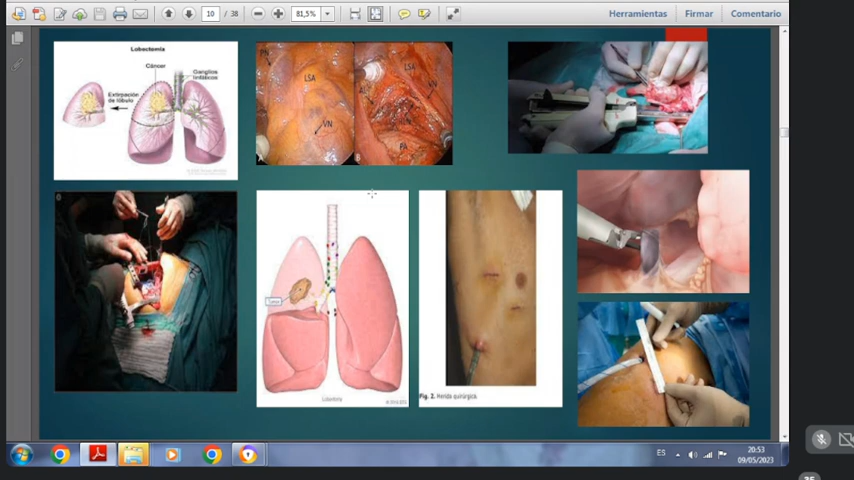 10 / 38
81,5%
Herramientas
Firmar
Comentario
Lobectomía
Cáncer
Ganglios
linfáticos
Extirpación
de lóbulo
LSA
VN
A
LSA
B
Tumor
Lobectomy
Fig. 2. Herida quirúrgica.
ES
20:53
09/05/2023